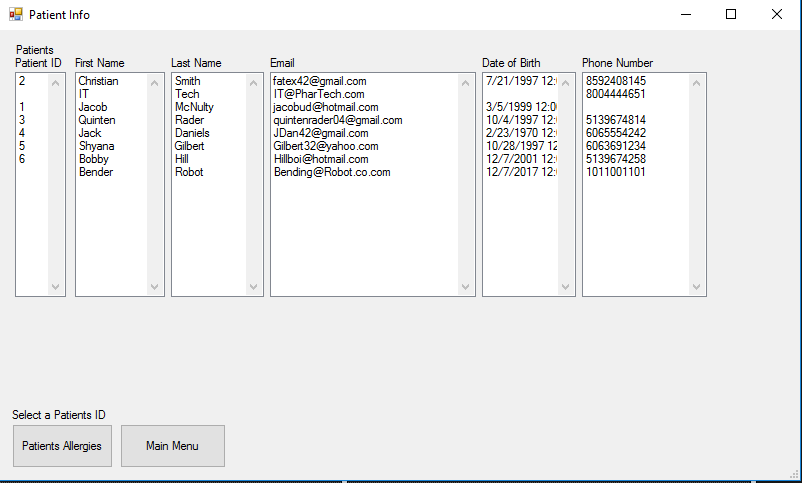 Patient Info
Patients
Patient ID First Name Last Name Email Date of Birth Phone Number
2 Christian Smith fatex42@gmail.com 7/21/1997 12: 8592408145
IT Tech IT@PharTech.com 8004444651
1 Jacob McNulty jacobud@hotmail.com 3/5/1999 12:0
3 Quinten Rader quintenrader04@gmail.com 10/4/1997 12: 5139674814
4 Jack Daniels JDan42@gmail.com 2/23/1970 12: 6065554242
5 Shyana Gilbert Gilbert32@yahoo.com 10/28/1997 12 6063691234
6 Bobby Hill Hillboi@hotmail.com 12/7/2001 12: 5139674258
Bender Robot Bending@Robot.co.com 12/7/2017 12: 1011001101
Select a Patients ID
Patients Allergies Main Menu